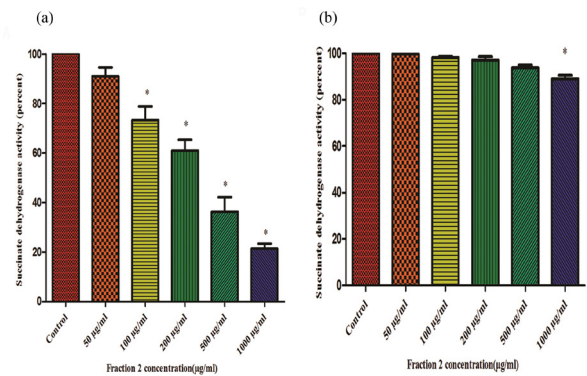 (a)
Succinate dehydrogenase activity (percent)
100
80
60
40
20
0
*
*
*
*
Control
50 µg/ml
100 µg/ml
200 µg/ml
500 µg/ml
1000 µg/ml
Fraction 2 concentration(µg/ml)
(b)
Succinate dehydrogenase activity (percent)
100
80
60
40
20
0
*
Control
50 µg/ml
100 µg/ml
200 µg/ml
500 µg/ml
1000 µg/ml
Fraction 2 concentration(µg/ml)